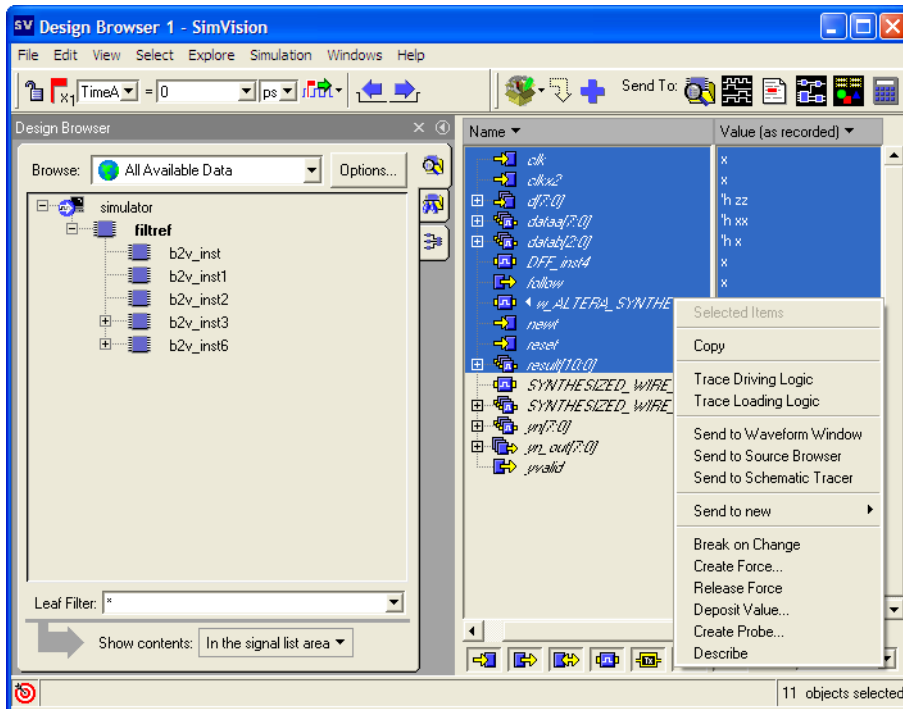 SV Design Browser 1 - SimVision
File Edit View Select Explore Simulation Windows Help
x1 TimeA = 0 ps Send To:
Design Browser
Browse: All Available Data Options...
simulator
filtref
b2v_inst
b2v_inst1
b2v_inst2
b2v_inst3
b2v_inst6
Leaf Filter: *
Show contents: In the signal list area
Name Value (as recorded)
clk x
clkx2 x
d[7:0] 'h zz
dataa[7:0] 'h xx
datab[2:0] 'h x
DFF_inst4 x
follow x
w_ALTERA_SYNTHE
newt
reset
result[10:0]
SYNTHESIZED_WIRE_
SYNTHESIZED_WIRE_
yn[7:0]
yn_out[7:0]
yvalid
Selected Items
Copy
Trace Driving Logic
Trace Loading Logic
Send to Waveform Window
Send to Source Browser
Send to Schematic Tracer
Send to new
Break on Change
Create Force...
Release Force
Deposit Value...
Create Probe...
Describe
TX
11 objects selected